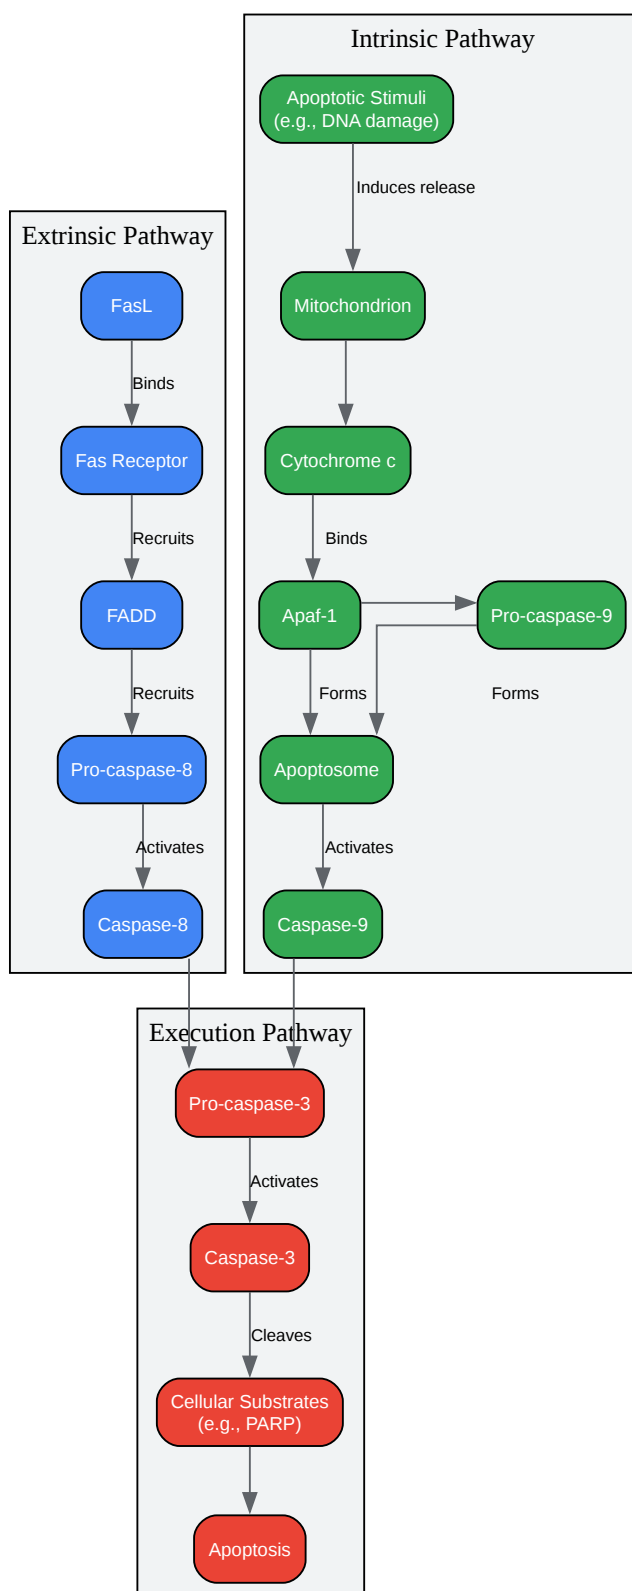 Intrinsic Pathway
Apoptotic Stimuli
(e.g., DNA damage)
Induces release
Mitochondrion
Cytochrome c
Binds
Apaf-1
Pro-caspase-9
Forms
Forms
Apoptosome
Activates
Caspase-9
Extrinsic Pathway
FasL
Binds
Fas Receptor
Recruits
FADD
Recruits
Pro-caspase-8
Activates
Caspase-8
Execution Pathway
Pro-caspase-3
Activates
Caspase-3
Cleaves
Cellular Substrates
(e.g., PARP)
Apoptosis